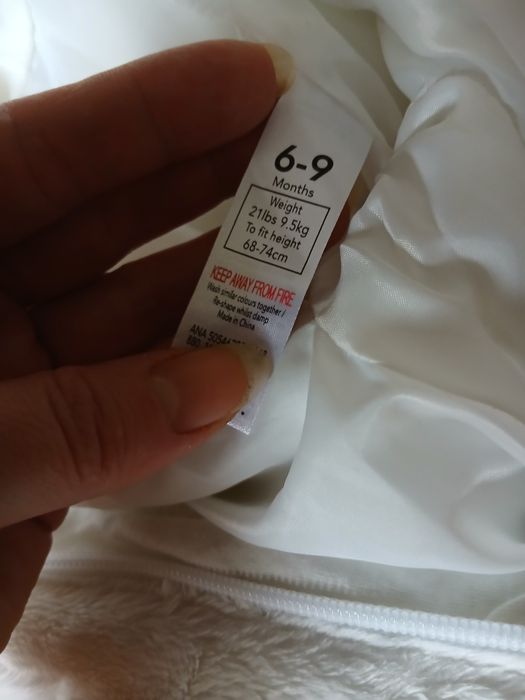 6-9
Months
Weight
21lbs 9.5kg
To fit height
68-74cm
KEEP AWAY FROM FIRE
Wash similar colours together /
Re-shape whilst damp
Made in China
ANA